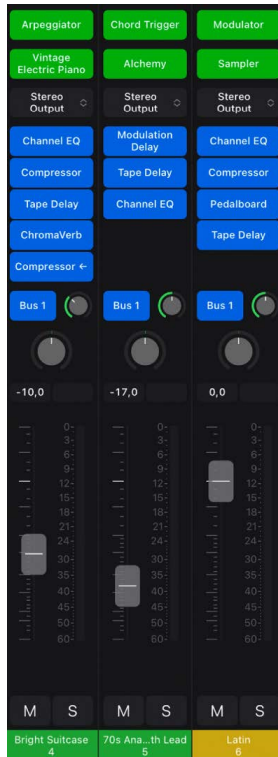 Arpeggiator
Chord Trigger
Modulator
Vintage
Electric Piano
Alchemy
Sampler
Stereo
Output
Stereo
Output
Stereo
Output
Channel EQ
Modulation
Delay
Channel EQ
Compressor
Tape Delay
Compressor
Tape Delay
Channel EQ
Pedalboard
ChromaVerb
Tape Delay
Compressor ←
Bus 1
Bus 1
Bus 1
-10,0
-17,0
0,0
0- 0- 0-
3- 3- 3-
6- 6- 6-
9- 9- 9-
12- 12- 12-
15- 15- 15-
18- 18- 18-
21- 21- 21-
24- 24- 24-
30- 30- 30-
35- 35- 35-
40- 40- 40-
45- 45- 45-
50- 50- 50-
60- 60- 60-
M S M S M S
Bright Suitcase
4
70s Ana...th Lead
5
Latin
6